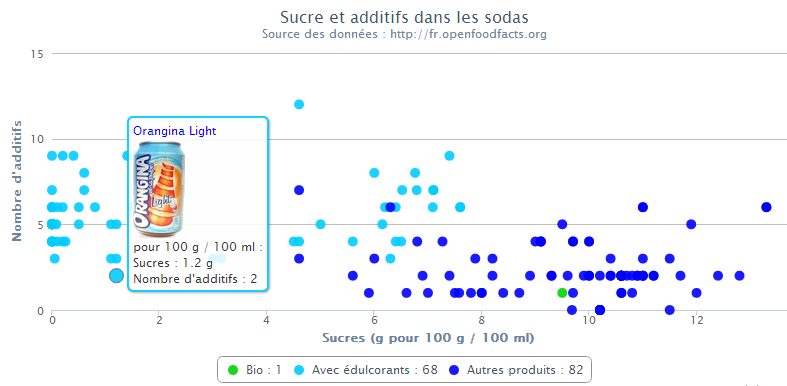 Sucre et additifs dans les sodas
Source des données : http://fr.openfoodfacts.org
Nombre d'additifs
15
10
5
0
Orangina Light
ORANGINA
Light
pour 100 g / 100 ml :
Sucres : 1.2 g
Nombre d'additifs : 2
0
2
4
6
8
10
12
Sucres (g pour 100 g / 100 ml)
Bio : 1
Avec édulcorants : 68
Autres produits : 82